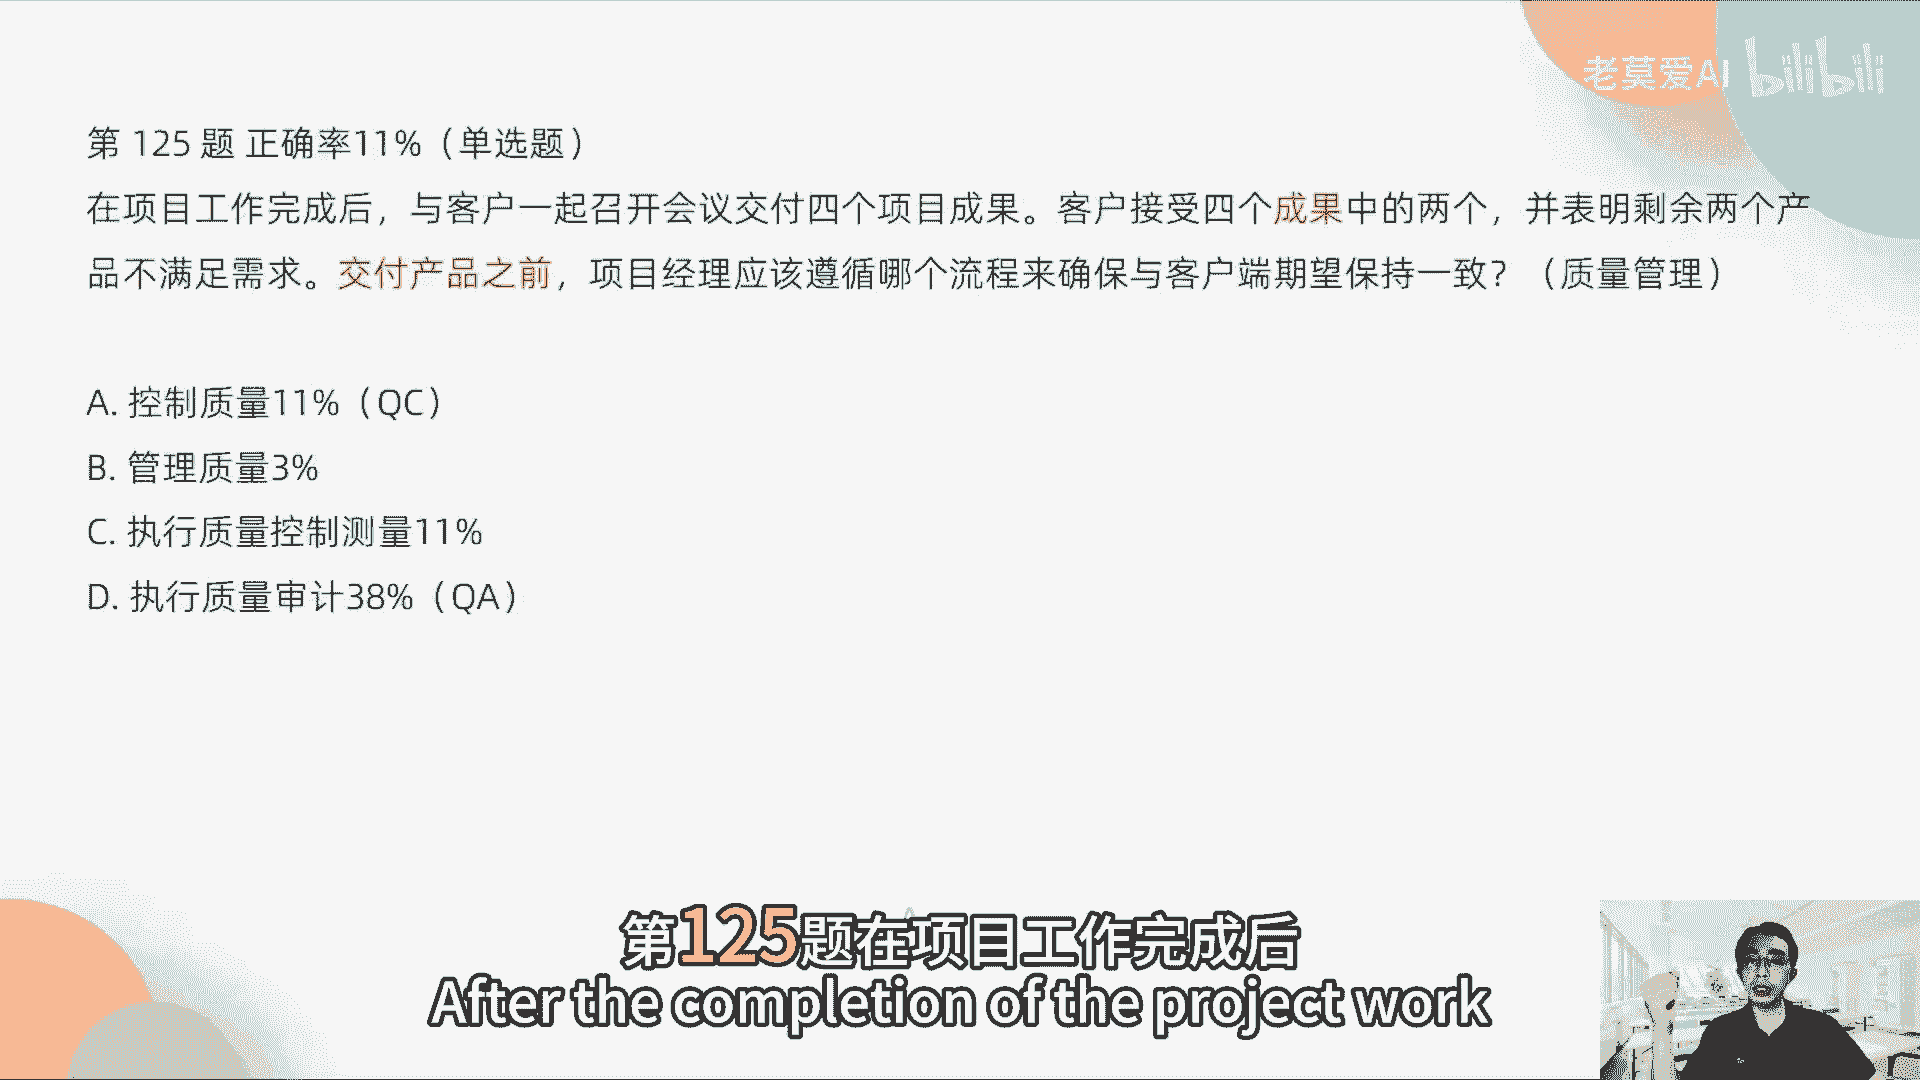 老莫爱AI bilibili
第 125 题 正确率11%（单选题）
在项目工作完成后，与客户一起召开会议交付四个项目成果。客户接受四个成果中的两个，并表明剩余两个产
品不满足需求。交付产品之前，项目经理应该遵循哪个流程来确保与客户端期望保持一致？（质量管理）
A. 控制质量11%（QC）
B. 管理质量3%
C. 执行质量控制测量11%
D. 执行质量审计38%（QA）
第125题在项目工作完成后
After the completion of the project work